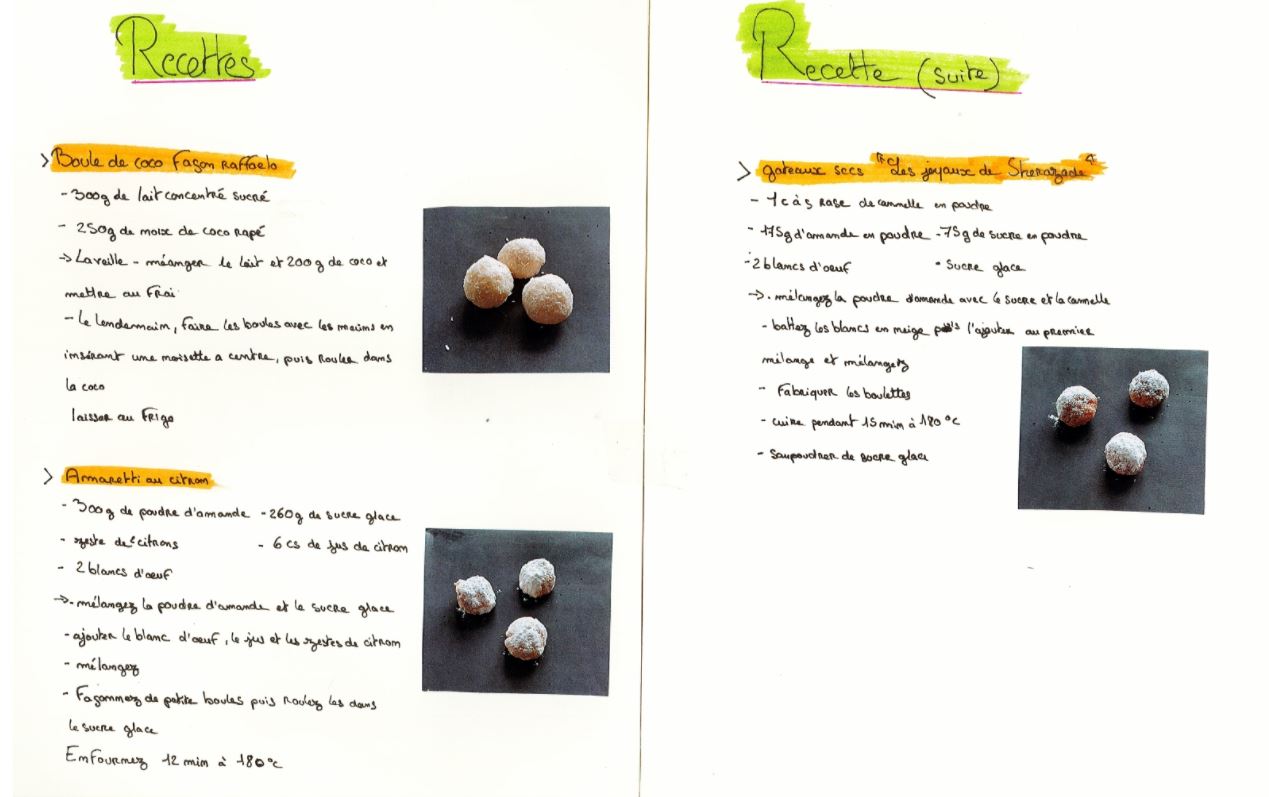 Recettes
> Boule de coco façon Raffaelo
- 300g de lait concentré sucré
- 250g de noix de coco rapé
-> La veille - méanger le lait et 200g de coco et
mettre au frai
- le lendermain, faire les boules avec les mains en
insérant une noisette a centre, puis rouler dans
la coco
laisser au frigo
> Amaretti au citron
- 300g de poudre d'amande - 260g de sucre glace
- zeste de citrons - 6 cs de jus de citron
- 2 blancs d'œuf
-> - mélangez la poudre d'amande et le sucre glace
- ajouter le blanc d'œuf, le jus et les zestes de citron
- mélangez
- Façonnez de petite boules puis roulez les dans
le sucre glace
Enfournez 12 min à 180°c
Recette (suite)
> gateaux secs "Les joyaux de Sherazade"
- 1 c à s rase de cannelle en poudre
- 175g d'amande en poudre - 75g de sucre en poudre
- 2 blancs d'oeuf • Sucre glace
-> . mélangez la poudre d'amande avec le sucre et la cannelle
- battez les blancs en neige puis l'ajouter au premier
mélange et mélangez
- Fabriquer les boulettes
- cuire pendant 15 min à 180°c
- Saupoudrer de sucre glace